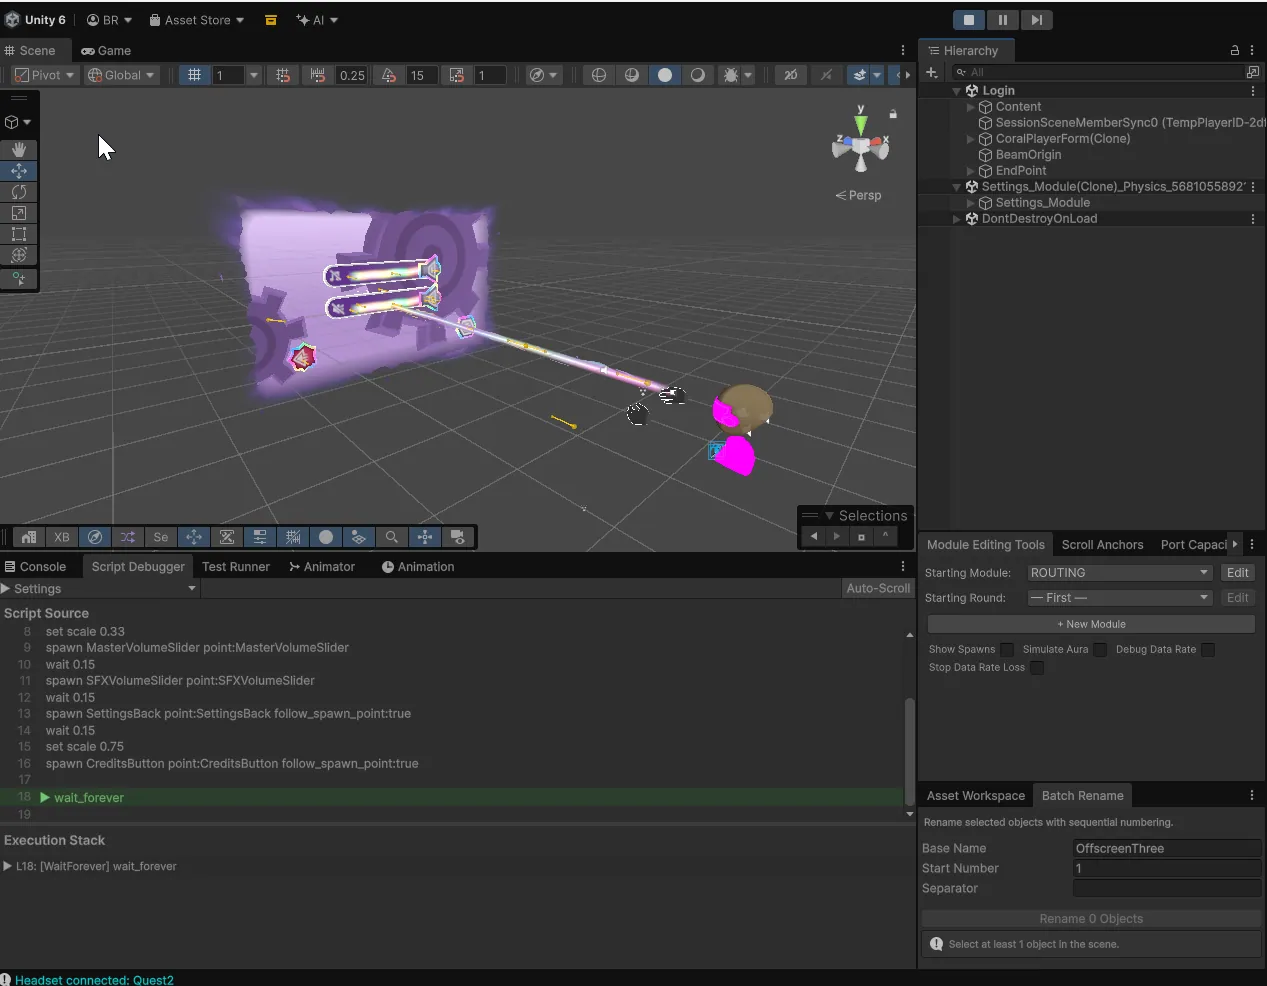 Unity 6 BR Asset Store AI
Scene Game
Hierarchy
Pivot Global 1 0.25 15 1
All
Login
Content
SessionSceneMemberSync0 (TempPlayerID-2d
CoralPlayerForm(Clone)
BeamOrigin
EndPoint
Settings_Module(Clone)_Physics_5681055892
Settings_Module
DontDestroyOnLoad
y
z x
Persp
XB Se
Selections
Console Script Debugger Test Runner Animator Animation
Settings Auto-Scroll
Script Source
8 set scale 0.33
9 spawn MasterVolumeSlider point:MasterVolumeSlider
10 wait 0.15
11 spawn SFXVolumeSlider point:SFXVolumeSlider
12 wait 0.15
13 spawn SettingsBack point:SettingsBack follow_spawn_point:true
14 wait 0.15
15 set scale 0.75
16 spawn CreditsButton point:CreditsButton follow_spawn_point:true
17
18 wait_forever
19
Execution Stack
L18: [WaitForever] wait_forever
Module Editing Tools Scroll Anchors Port Capaci
Starting Module: ROUTING Edit
Starting Round: — First — Edit
+ New Module
Show Spawns Simulate Aura Debug Data Rate
Stop Data Rate Loss
Asset Workspace Batch Rename
Rename selected objects with sequential numbering.
Base Name OffscreenThree
Start Number 1
Separator
Rename 0 Objects
Select at least 1 object in the scene.
Headset connected: Quest2